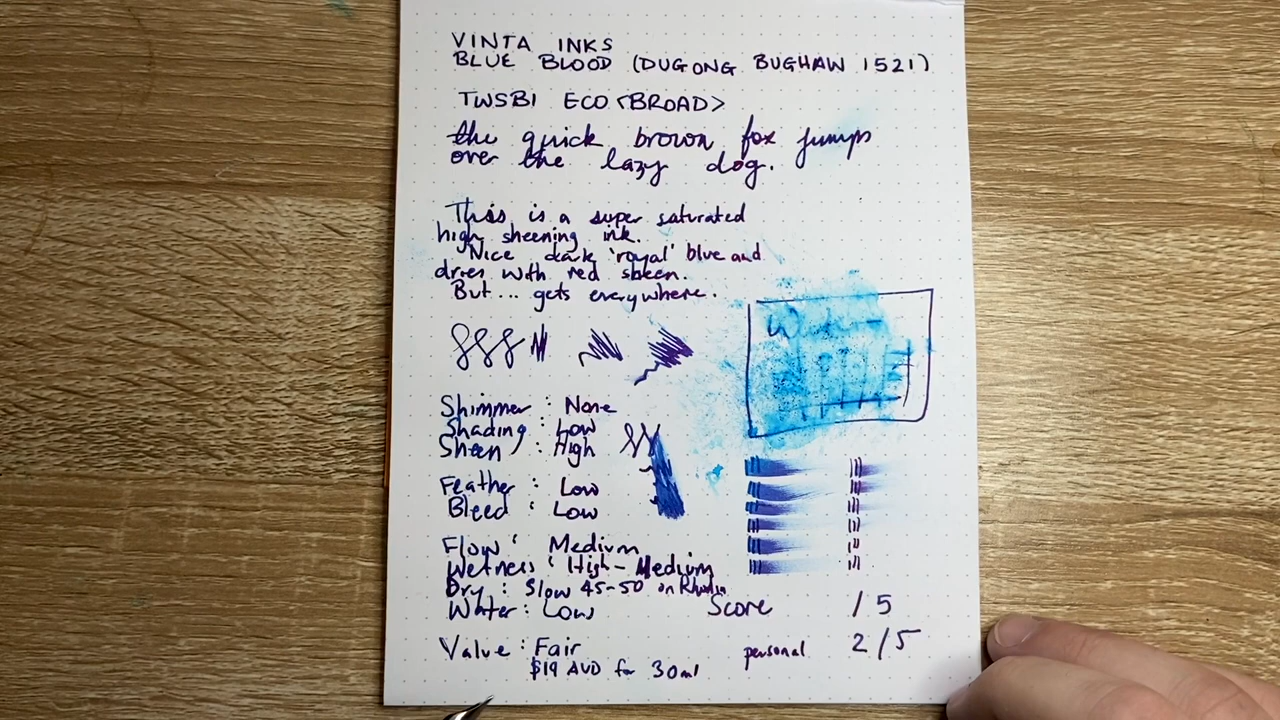 VINTA INKS
BLUE BLOOD (DUGONG BUGHAW 1521)
TWSBI ECO <BROAD>
the quick brown fox jumps
over the lazy dog.
This is a super saturated
high sheening ink.
Nice dark 'royal' blue and
dries with red sheen.
But... gets everywhere.
Water
Shimmer : None
Shading : Low
Sheen : High
Feather : Low
Bleed : Low
Flow : Medium
Wetness : High - Medium
Dry : Slow 45-50 on Rhodia
Water : Low
Score /5
Value : Fair
$19 AUD for 30ml
personal 2/5